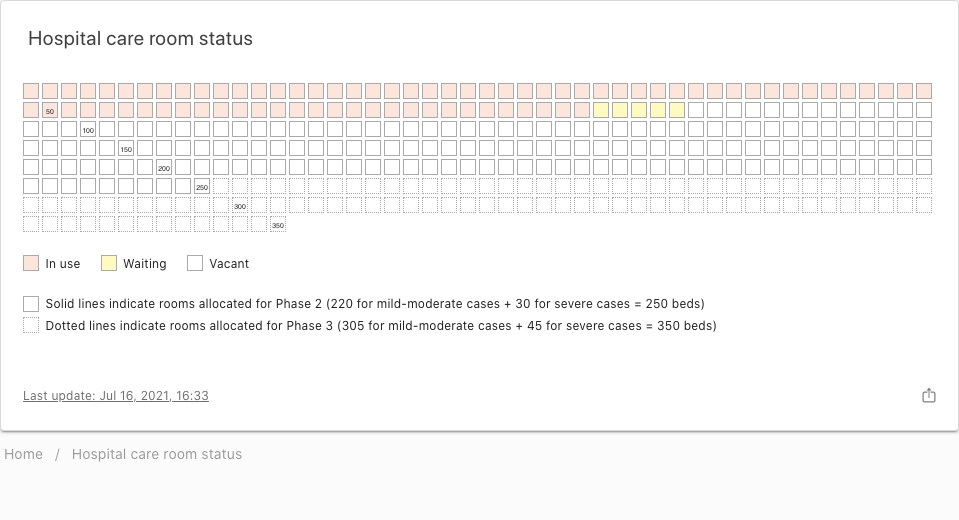 Hospital care room status
50
100
150
200
250
300
350
In use Waiting Vacant
Solid lines indicate rooms allocated for Phase 2 (220 for mild-moderate cases + 30 for severe cases = 250 beds)
Dotted lines indicate rooms allocated for Phase 3 (305 for mild-moderate cases + 45 for severe cases = 350 beds)
Last update: Jul 16, 2021, 16:33
Home / Hospital care room status